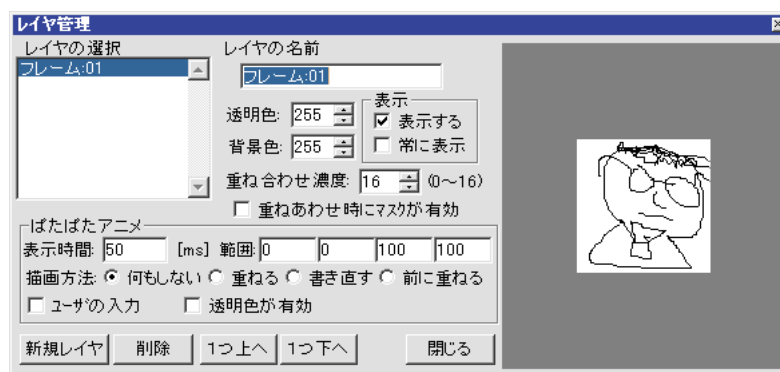 レイヤ管理
レイヤの選択
フレーム:01
レイヤの名前
フレーム:01
透明色: 255
背景色: 255
表示
表示する
常に表示
重ね合わせ濃度: 16 (0～16)
重ねあわせ時にマスクが有効
ぱたぱたアニメ
表示時間: 50 [ms] 範囲: 0 0 100 100
描画方法: 何もしない 重ねる 書き直す 前に重ねる
ユーザの入力 透明色が有効
新規レイヤ 削除 1つ上へ 1つ下へ 閉じる